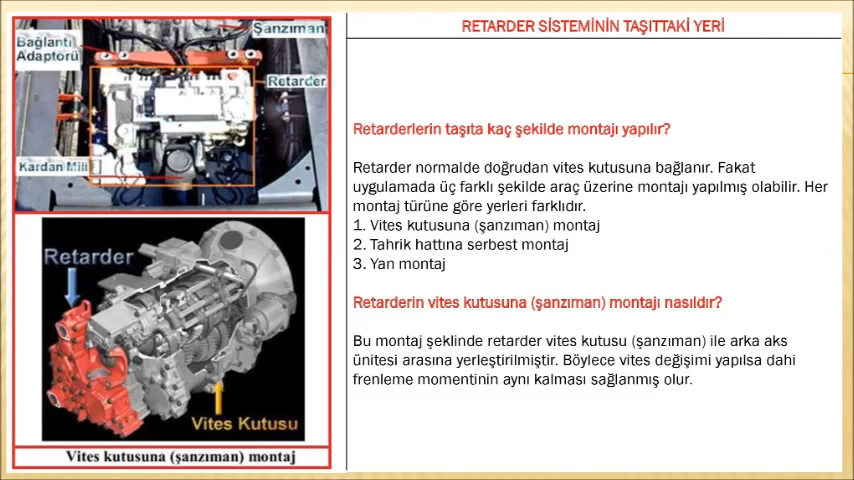 Şanzıman
Bağlantı
Adaptörü
Retarder
Kardan Mili
Retarder
Vites Kutusu
Vites kutusuna (şanzıman) montaj
RETARDER SİSTEMİNİN TAŞITTAKİ YERİ
Retarderlerin taşıta kaç şekilde montajı yapılır?
Retarder normalde doğrudan vites kutusuna bağlanır. Fakat
uygulamada üç farklı şekilde araç üzerine montajı yapılmış olabilir. Her
montaj türüne göre yerleri farklıdır.
1. Vites kutusuna (şanzıman) montaj
2. Tahrik hattına serbest montaj
3. Yan montaj
Retarderin vites kutusuna (şanzıman) montajı nasıldır?
Bu montaj şeklinde retarder vites kutusu (şanzıman) ile arka aks
ünitesi arasına yerleştirilmiştir. Böylece vites değişimi yapılsa dahi
frenleme momentinin aynı kalması sağlanmış olur.